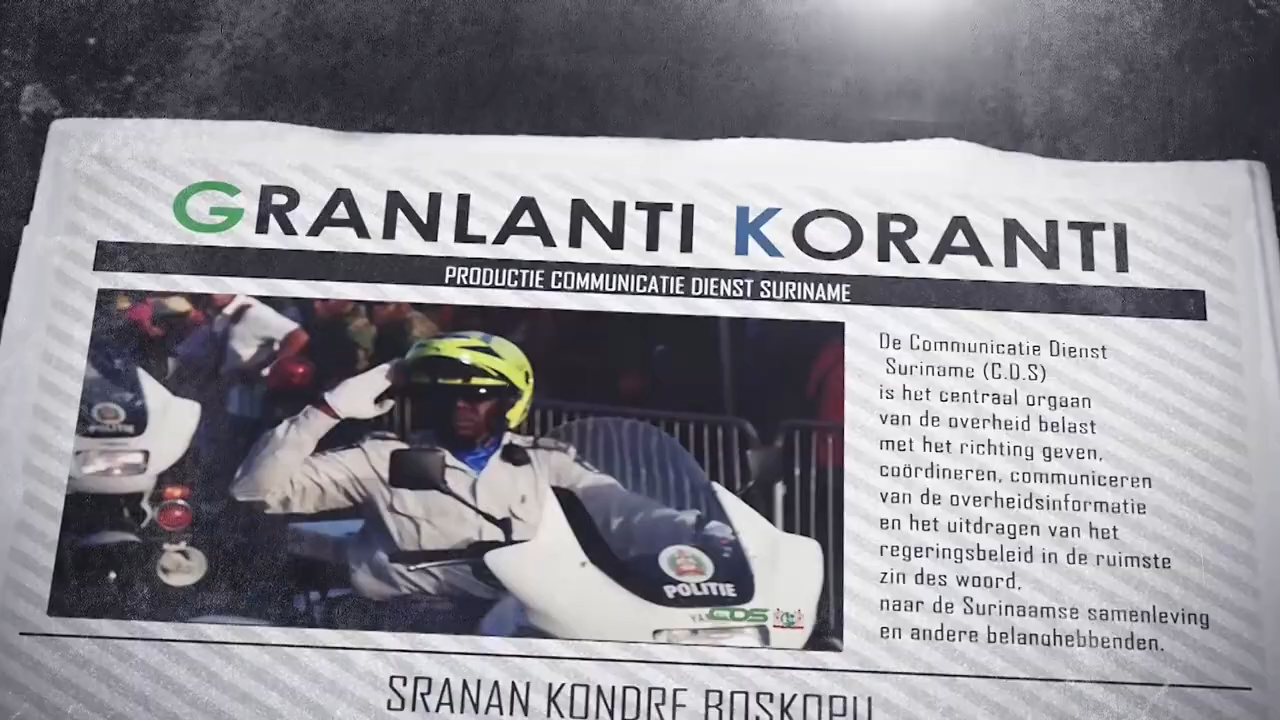 GRANLANTI KORANTI
PRODUCTIE COMMUNICATIE DIENST SURINAME
De Communicatie Dienst
Suriname (C.D.S)
is het centraal orgaan
van de overheid belast
met het richting geven,
coördineren, communiceren
van de overheidsinformatie
en het uitdragen van het
regeringsbeleid in de ruimste
zin des woord,
naar de Surinaamse samenleving
en andere belanghebbenden.
POLITIE
POLITIE
CDS
SRANAN KONDRE BOSKOPU